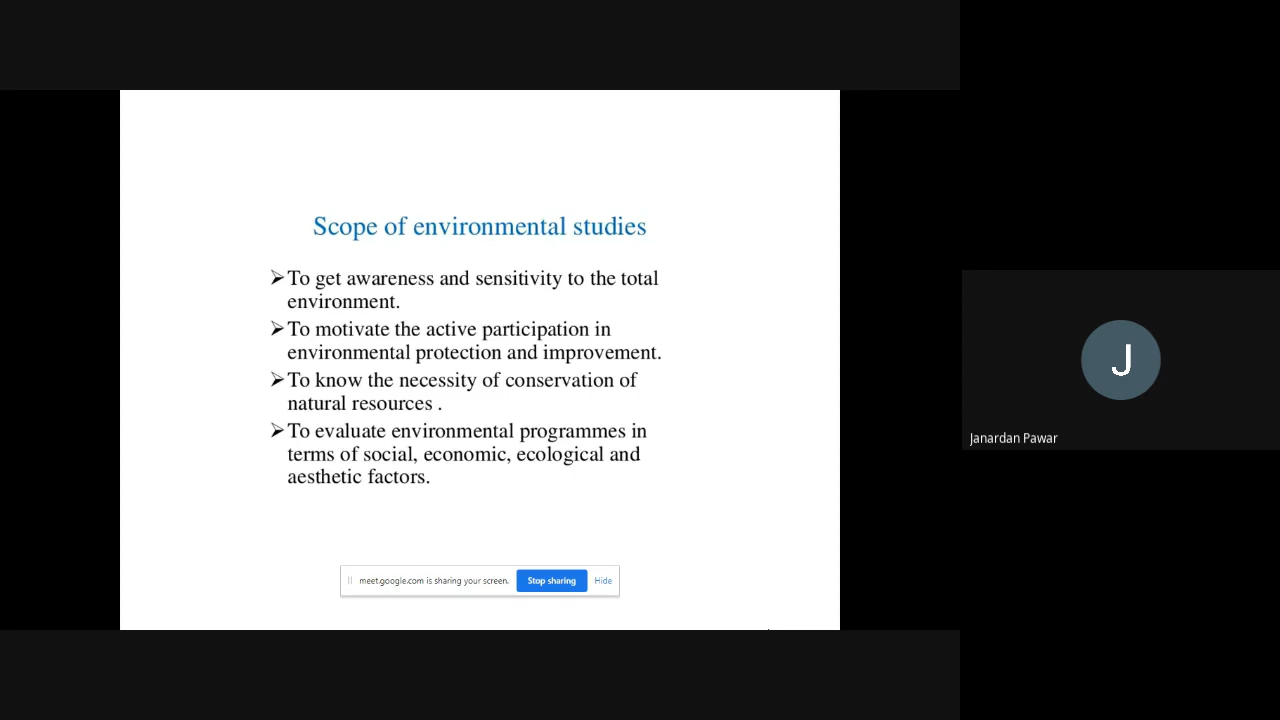 Scope of environmental studies
➢To get awareness and sensitivity to the total
environment.
➢To motivate the active participation in
environmental protection and improvement.
➢To know the necessity of conservation of
natural resources .
➢To evaluate environmental programmes in
terms of social, economic, ecological and
aesthetic factors.
meet.google.com is sharing your screen. Stop sharing Hide
J
Janardan Pawar